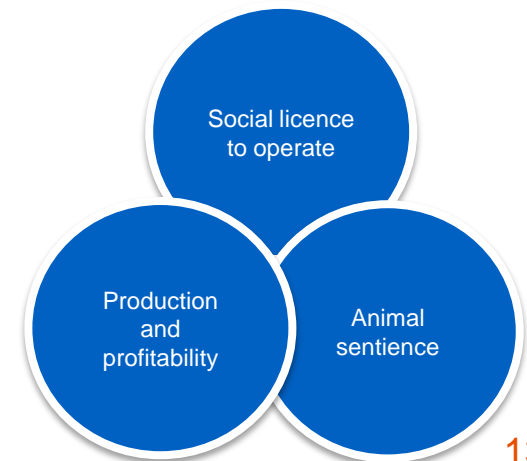 Social licence
to operate
Production
and
profitability
Animal
sentience